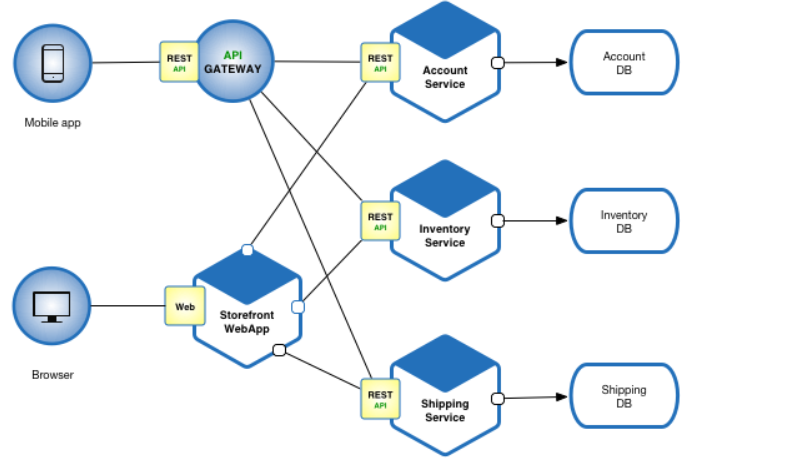 REST
API
API
GATEWAY
REST
API
Account
Service
Account
DB
Mobile app
REST
API
Inventory
Service
Inventory
DB
Web
Storefront
WebApp
Browser
REST
API
Shipping
Service
Shipping
DB